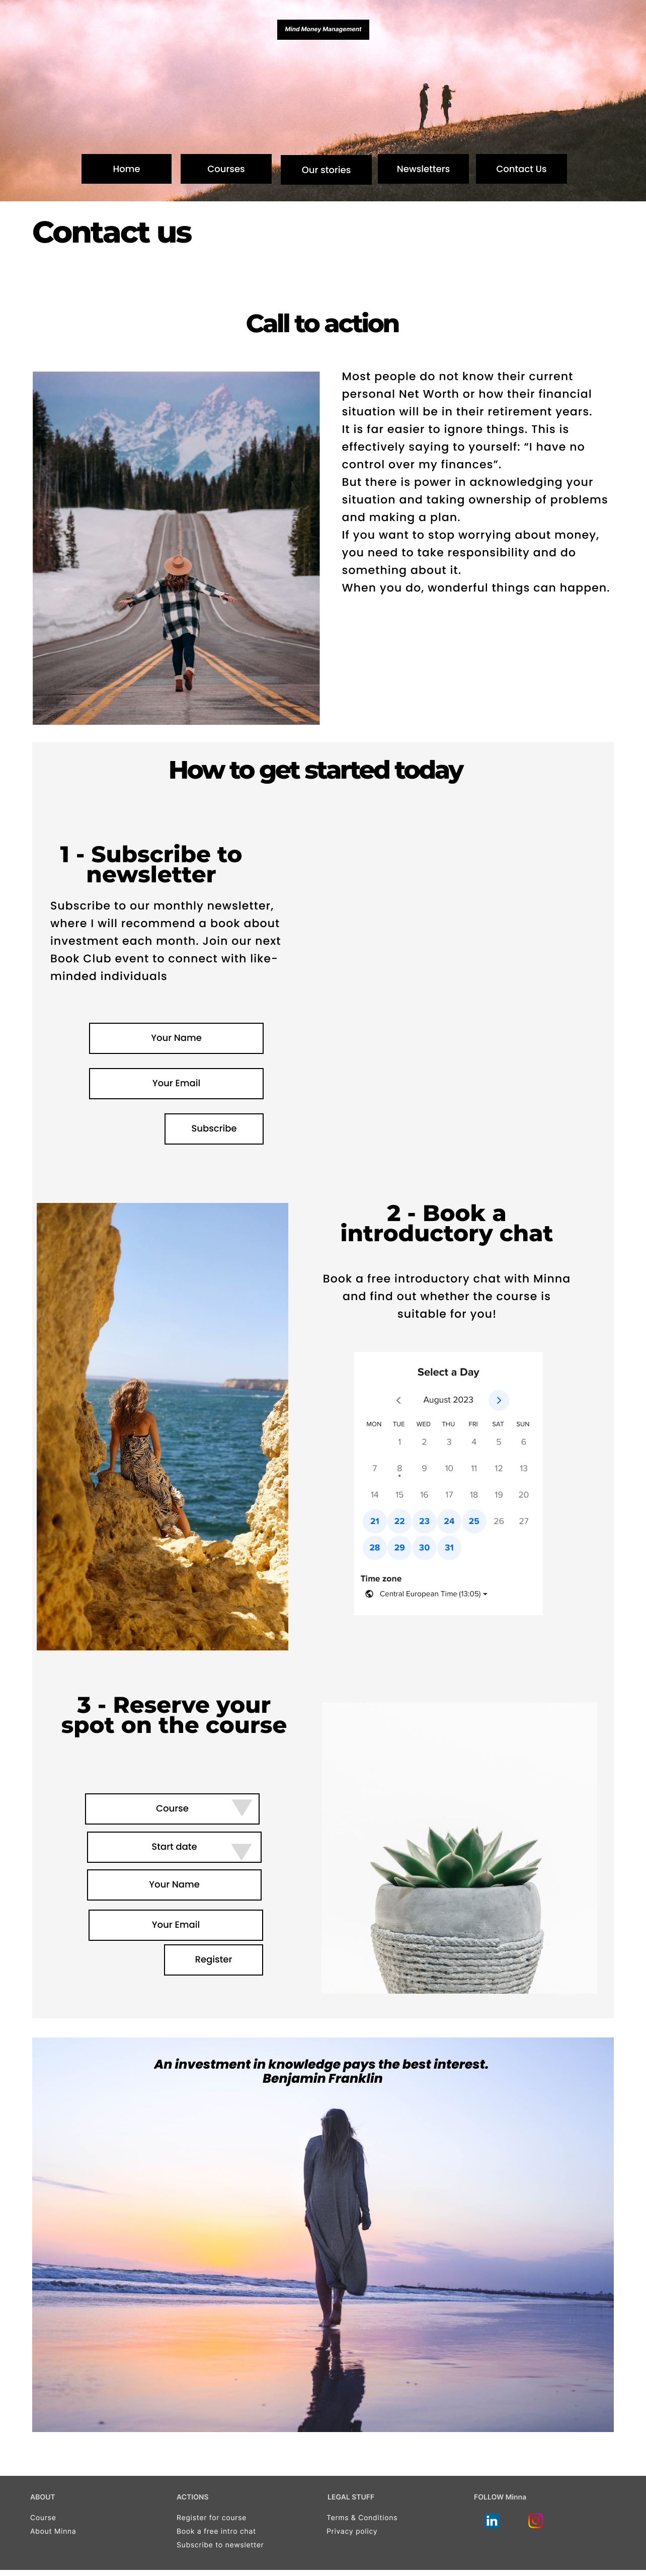 Mind Money Management
Home
Courses
Our stories
Newsletters
Contact Us
Contact us
Call to action
Most people do not know their current
personal Net Worth or how their financial
situation will be in their retirement years.
It is far easier to ignore things. This is
effectively saying to yourself: “I have no
control over my finances”.
But there is power in acknowledging your
situation and taking ownership of problems
and making a plan.
If you want to stop worrying about money,
you need to take responsibility and do
something about it.
When you do, wonderful things can happen.
How to get started today
1 - Subscribe to
newsletter
Subscribe to our monthly newsletter,
where I will recommend a book about
investment each month. Join our next
Book Club event to connect with like-
minded individuals
Your Name
Your Email
Subscribe
2 - Book a
introductory chat
Book a free introductory chat with Minna
and find out whether the course is
suitable for you!
Select a Day
August 2023
MON TUE WED THU FRI SAT SUN
1 2 3 4 5 6
7 8 9 10 11 12 13
14 15 16 17 18 19 20
21 22 23 24 25 26 27
28 29 30 31
Time zone
Central European Time (13:05)
3 - Reserve your
spot on the course
Course
Start date
Your Name
Your Email
Register
An investment in knowledge pays the best interest.
Benjamin Franklin
ABOUT
Course
About Minna
ACTIONS
Register for course
Book a free intro chat
Subscribe to newsletter
LEGAL STUFF
Terms & Conditions
Privacy policy
FOLLOW Minna
in